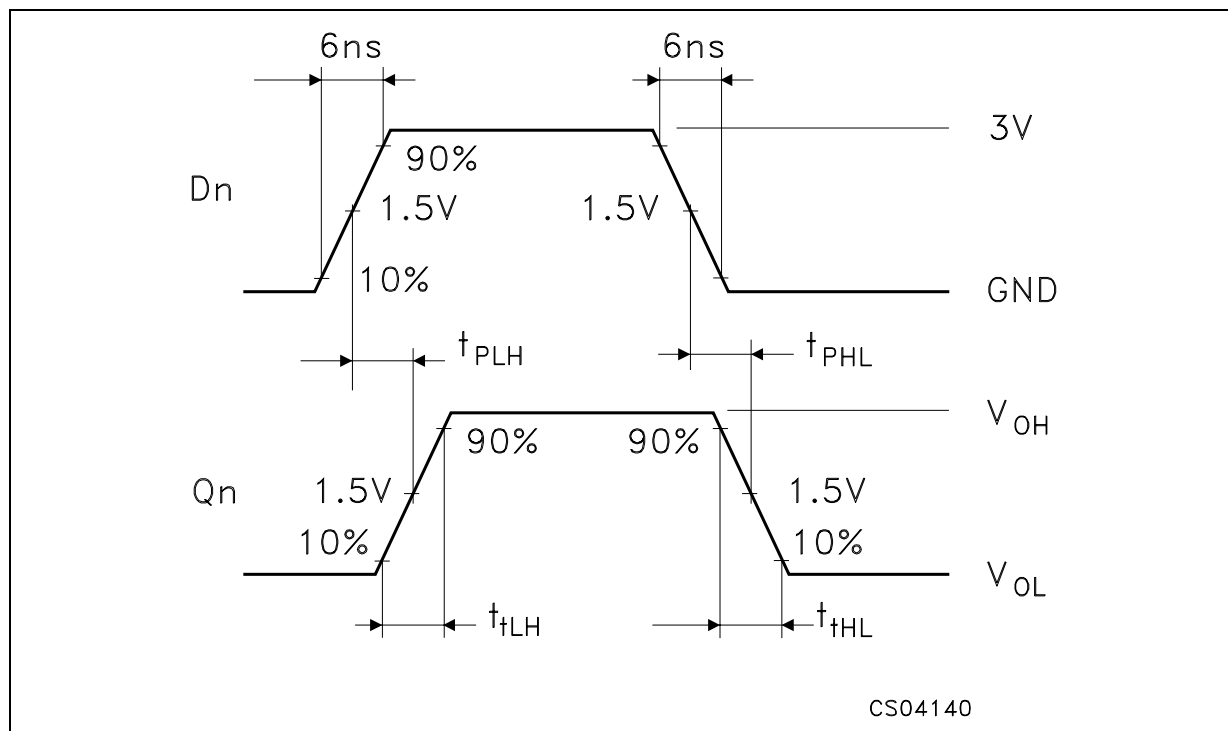 6ns 6ns
3V
90%
Dn 1.5V 1.5V
10% GND
tPLH tPHL
VOH
90% 90%
Qn 1.5V 1.5V
10% 10%
VOL
ttLH ttHL
CS04140